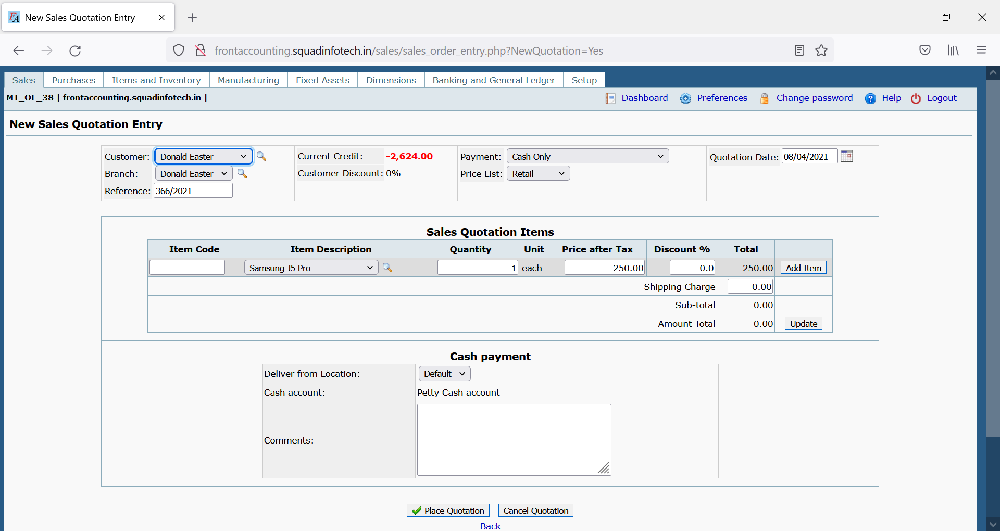 New Sales Quotation Entry
frontaccounting.squadinfotech.in/sales/sales_order_entry.php?NewQuotation=Yes
Sales Purchases Items and Inventory Manufacturing Fixed Assets Dimensions Banking and General Ledger Setup
MT_OL_38 | frontaccounting.squadinfotech.in | Dashboard Preferences Change password Help Logout
New Sales Quotation Entry
Customer: Donald Easter Current Credit: -2,624.00 Payment: Cash Only Quotation Date: 08/04/2021
Branch: Donald Easter Customer Discount: 0% Price List: Retail
Reference: 366/2021
Sales Quotation Items
Item Code Item Description Quantity Unit Price after Tax Discount % Total
Samsung J5 Pro 1 each 250.00 0.0 250.00 Add Item
Shipping Charge 0.00
Sub-total 0.00
Amount Total 0.00 Update
Cash payment
Deliver from Location: Default
Cash account: Petty Cash account
Comments:
Place Quotation Cancel Quotation
Back